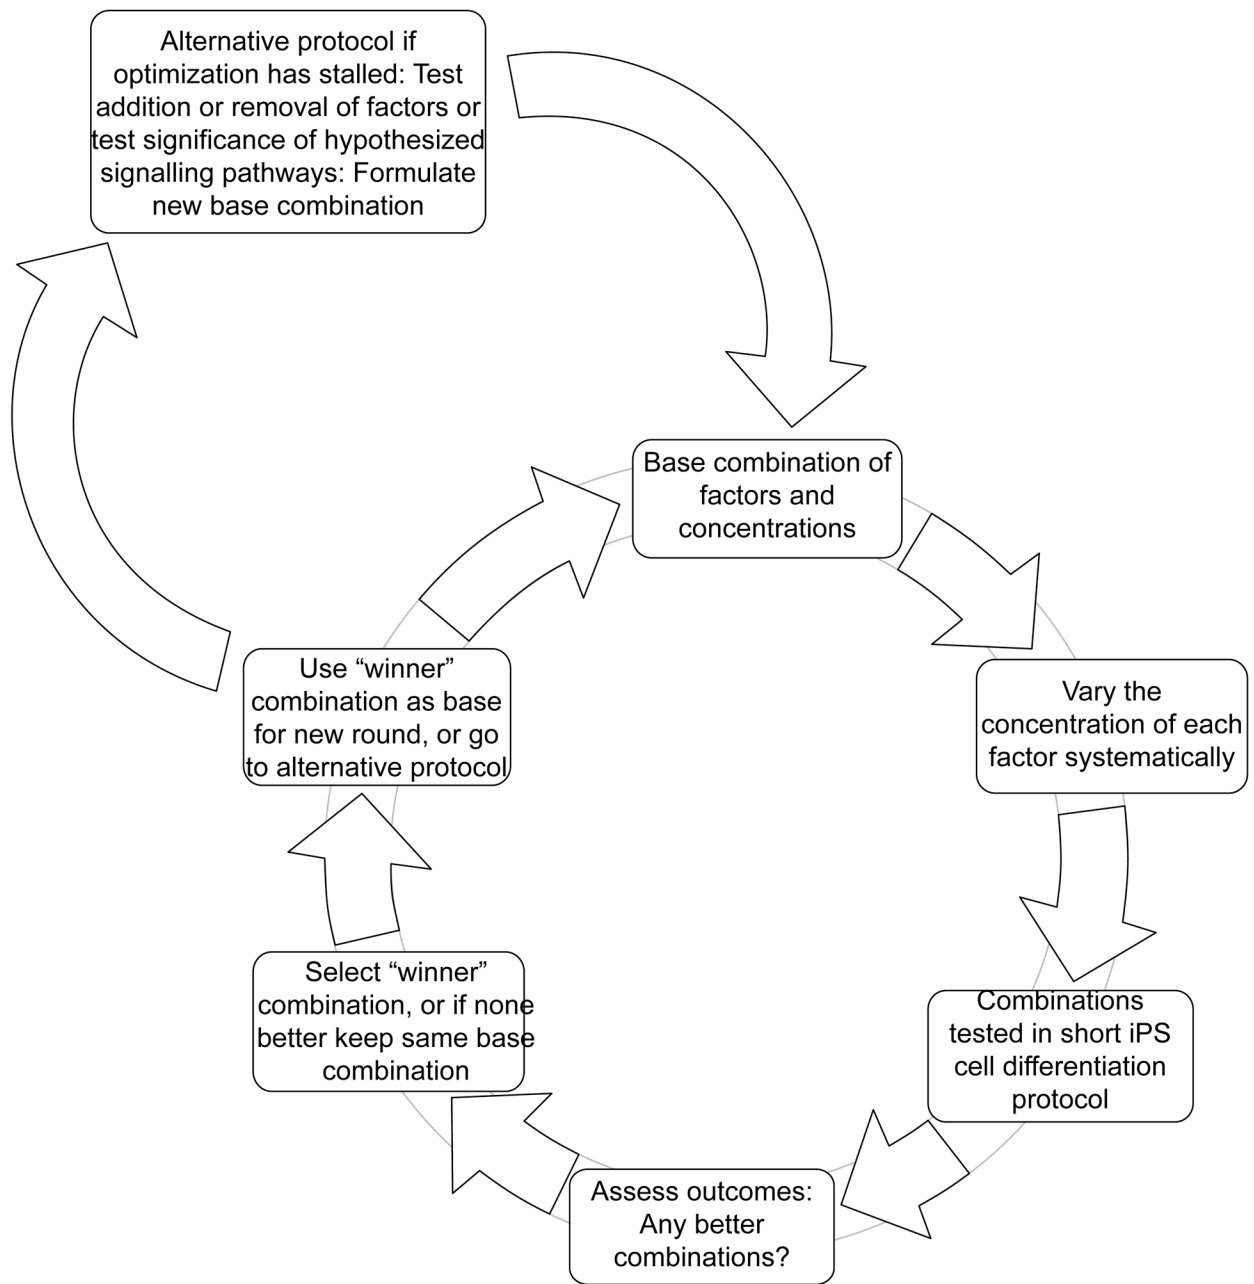 Alternative protocol if
optimization has stalled: Test
addition or removal of factors or
test significance of hypothesized
signalling pathways: Formulate
new base combination
Base combination of
factors and
concentrations
Vary the
concentration of each
factor systematically
Combinations
tested in short iPS
cell differentiation
protocol
Assess outcomes:
Any better
combinations?
Select “winner”
combination, or if none
better keep same base
combination
Use “winner”
combination as base
for new round, or go
to alternative protocol